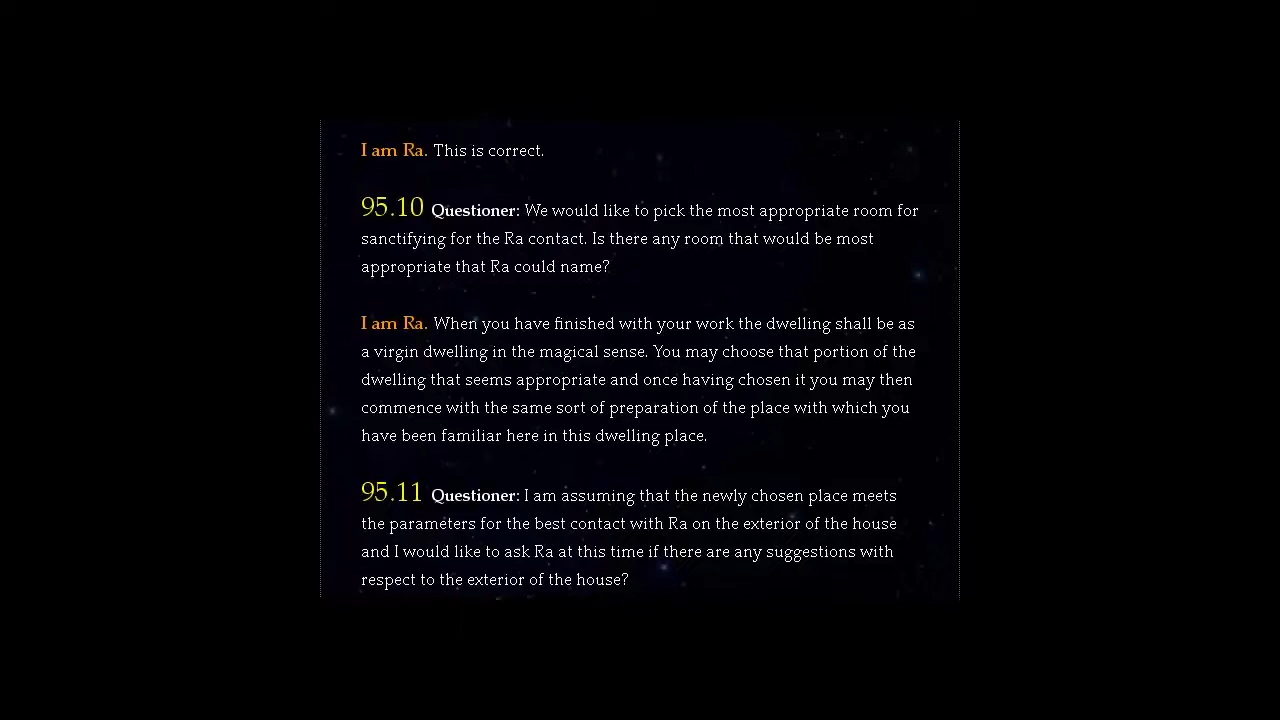 I am Ra. This is correct.
95.10 Questioner: We would like to pick the most appropriate room for
sanctifying for the Ra contact. Is there any room that would be most
appropriate that Ra could name?
I am Ra. When you have finished with your work the dwelling shall be as
a virgin dwelling in the magical sense. You may choose that portion of the
dwelling that seems appropriate and once having chosen it you may then
commence with the same sort of preparation of the place with which you
have been familiar here in this dwelling place.
95.11 Questioner: I am assuming that the newly chosen place meets
the parameters for the best contact with Ra on the exterior of the house
and I would like to ask Ra at this time if there are any suggestions with
respect to the exterior of the house?